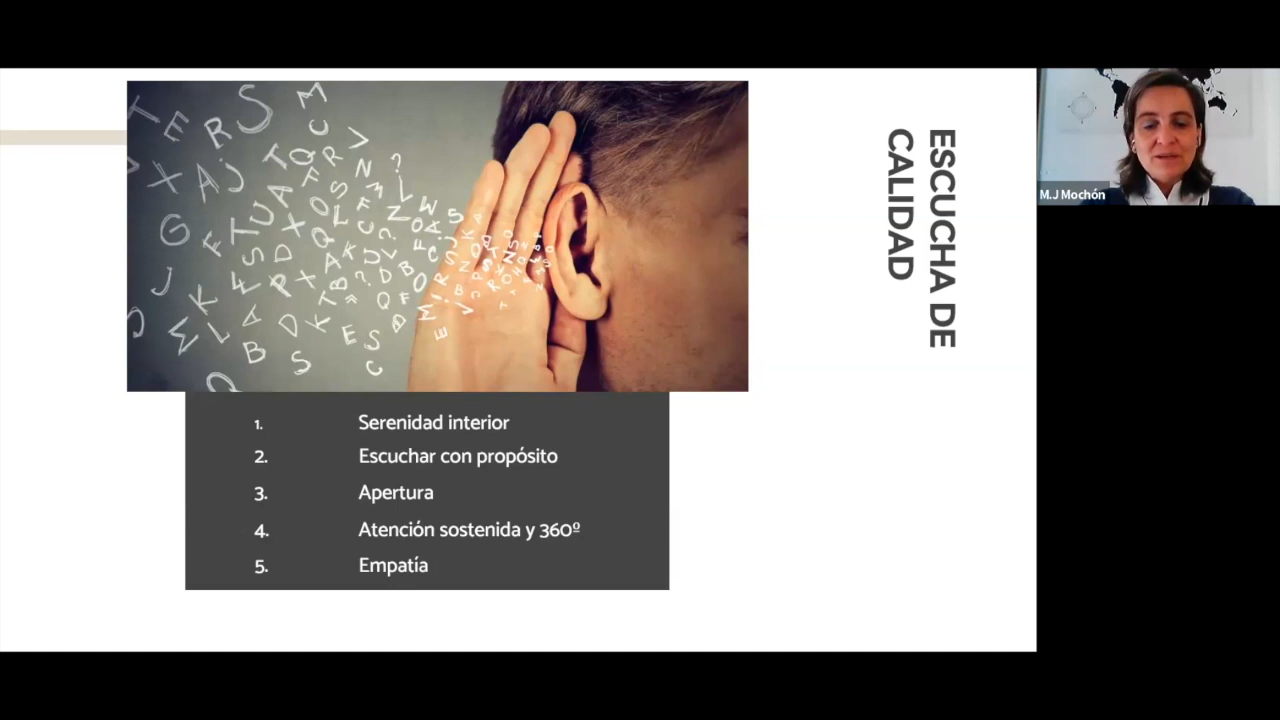 ESCUCHA DE
CALIDAD
M.J Mochón
1. Serenidad interior
2. Escuchar con propósito
3. Apertura
4. Atención sostenida y 360º
5. Empatía